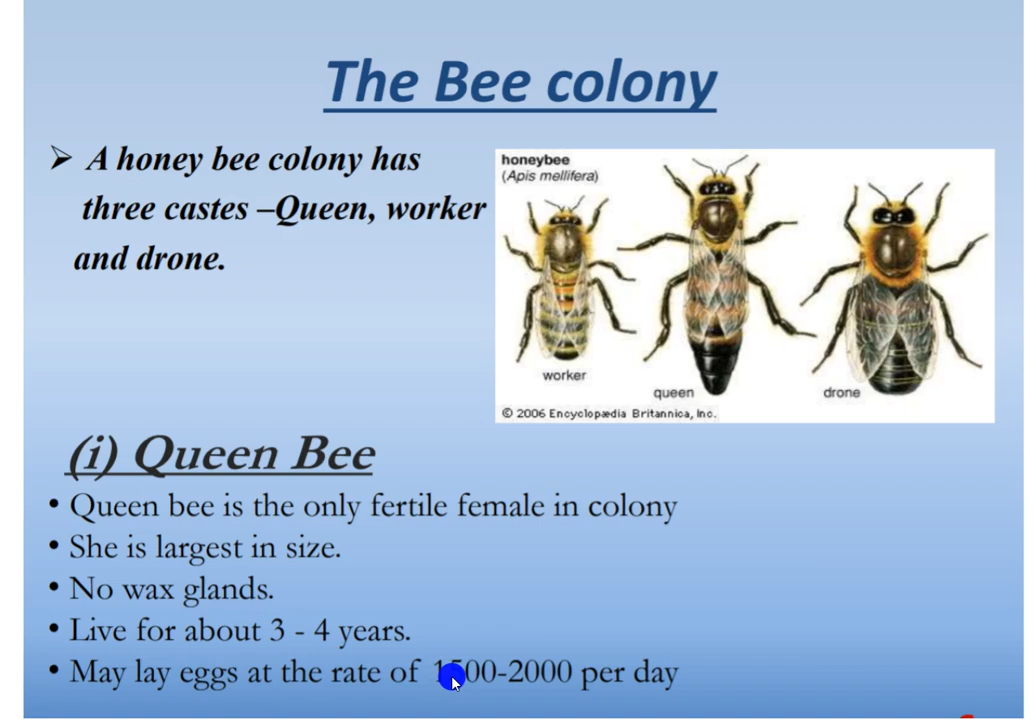 The Bee colony
➢ A honey bee colony has
three castes –Queen, worker
and drone.
honeybee
(Apis mellifera)
worker
queen
drone
© 2006 Encyclopædia Britannica, Inc.
(i) Queen Bee
• Queen bee is the only fertile female in colony
• She is largest in size.
• No wax glands.
• Live for about 3 - 4 years.
• May lay eggs at the rate of 1500-2000 per day